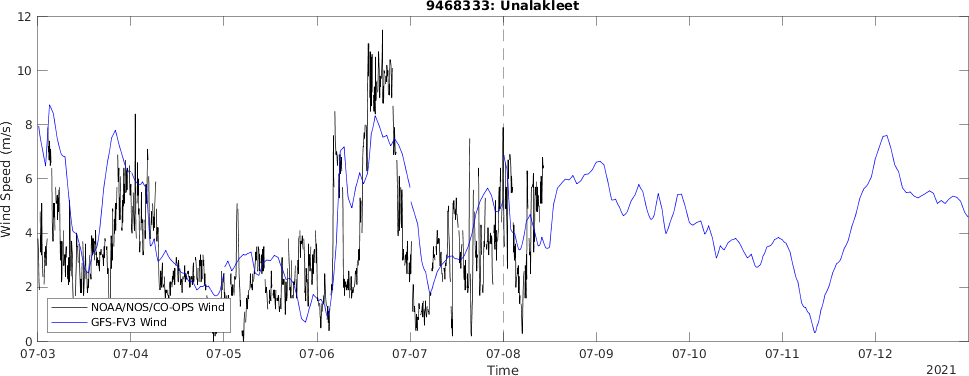 9468333: Unalakleet
Wind Speed (m/s)
12
10
8
6
4
2
0
NOAA/NOS/CO-OPS Wind
GFS-FV3 Wind
07-03 07-04 07-05 07-06 07-07 07-08 07-09 07-10 07-11 07-12
Time
2021